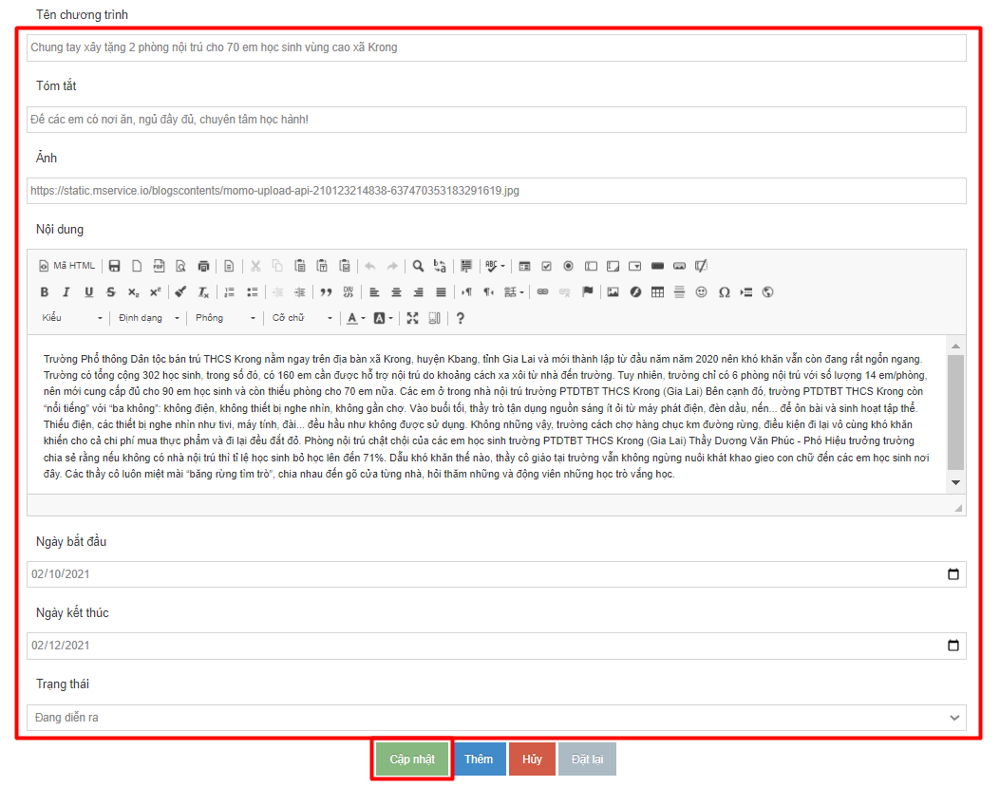 Tên chương trình
Chung tay xây tặng 2 phòng nội trú cho 70 em học sinh vùng cao xã Krong
Tóm tắt
Để các em có nơi ăn, ngủ đầy đủ, chuyên tâm học hành!
Ảnh
https://static.mservice.io/blogscontents/momo-upload-api-210123214838-637470353183291619.jpg
Nội dung
Mã HTML
Kiểu Định dạng Phông Cỡ chữ
Trường Phổ thông Dân tộc bán trú THCS Krong nằm ngay trên địa bàn xã Krong, huyện Kbang, tỉnh Gia Lai và mới thành lập từ đầu năm năm 2020 nên khó khăn vẫn còn đang rất ngổn ngang.
Trường có tổng cộng 302 học sinh, trong số đó, có 160 em cần được hỗ trợ nội trú do khoảng cách xa xôi từ nhà đến trường. Tuy nhiên, trường chỉ có 6 phòng nội trú với số lượng 14 em/phòng,
nên mới cung cấp đủ cho 90 em học sinh và còn thiếu phòng cho 70 em nữa. Các em ở trong nhà nội trú trường PTDTBT THCS Krong (Gia Lai) Bên cạnh đó, trường PTDTBT THCS Krong còn
“nổi tiếng” với “ba không”: không điện, không thiết bị nghe nhìn, không gần chợ. Vào buổi tối, thầy trò tận dụng nguồn sáng ít ỏi từ máy phát điện, đèn dầu, nến... để ôn bài và sinh hoạt tập thể.
Thiếu điện, các thiết bị nghe nhìn như tivi, máy tính, đài... đều hầu như không được sử dụng. Không những vậy, trường cách chợ hàng chục km đường rừng, điều kiện đi lại vô cùng khó khăn
khiến cho cả chi phí mua thực phẩm và đi lại đều đắt đỏ. Phòng nội trú chật chội của các em học sinh trường PTDTBT THCS Krong (Gia Lai) Thầy Dương Văn Phúc - Phó Hiệu trưởng trường
chia sẻ rằng nếu không có nhà nội trú thì tỉ lệ học sinh bỏ học lên đến 71%. Dẫu khó khăn thế nào, thầy cô giáo tại trường vẫn không ngừng nuôi khát khao gieo con chữ đến các em học sinh nơi
đây. Các thầy cô luôn miệt mài “băng rừng tìm trò”, chia nhau đến gõ cửa từng nhà, hỏi thăm những và động viên những học trò vắng học.
Ngày bắt đầu
02/10/2021
Ngày kết thúc
02/12/2021
Trạng thái
Đang diễn ra
Cập nhật Thêm Hủy Đặt lại